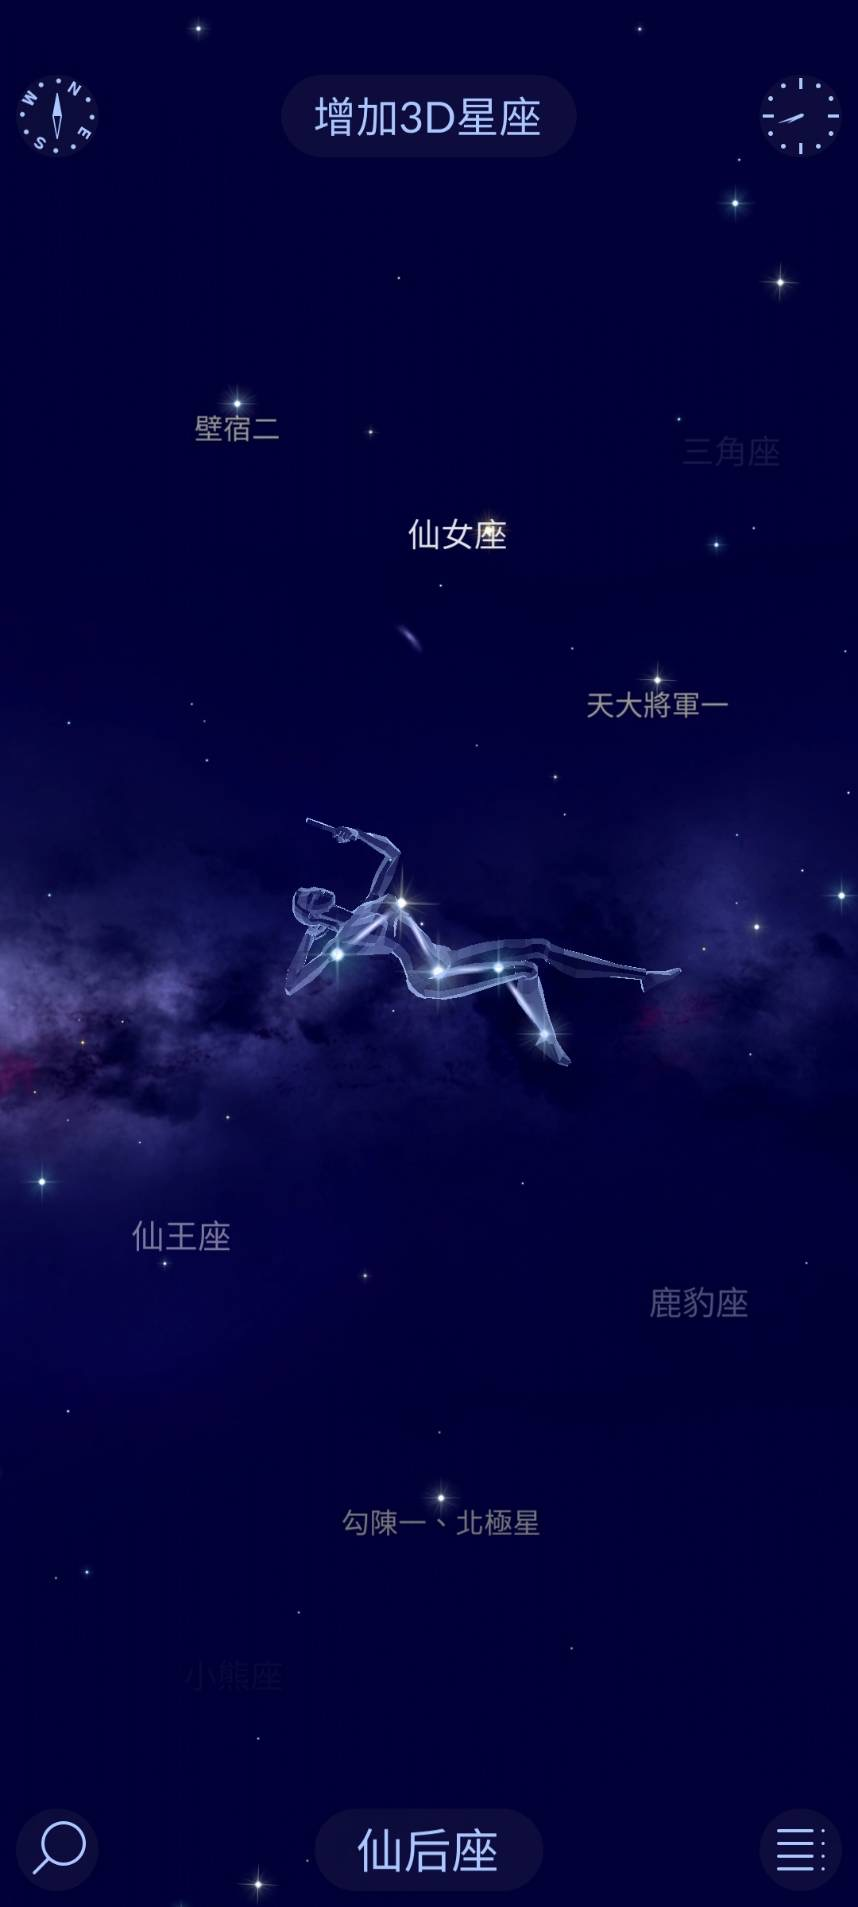 N
W
E
S
增加3D星座
壁宿二
三角座
仙女座
天大將軍一
仙王座
鹿豹座
勾陳一、北極星
小熊座
仙后座